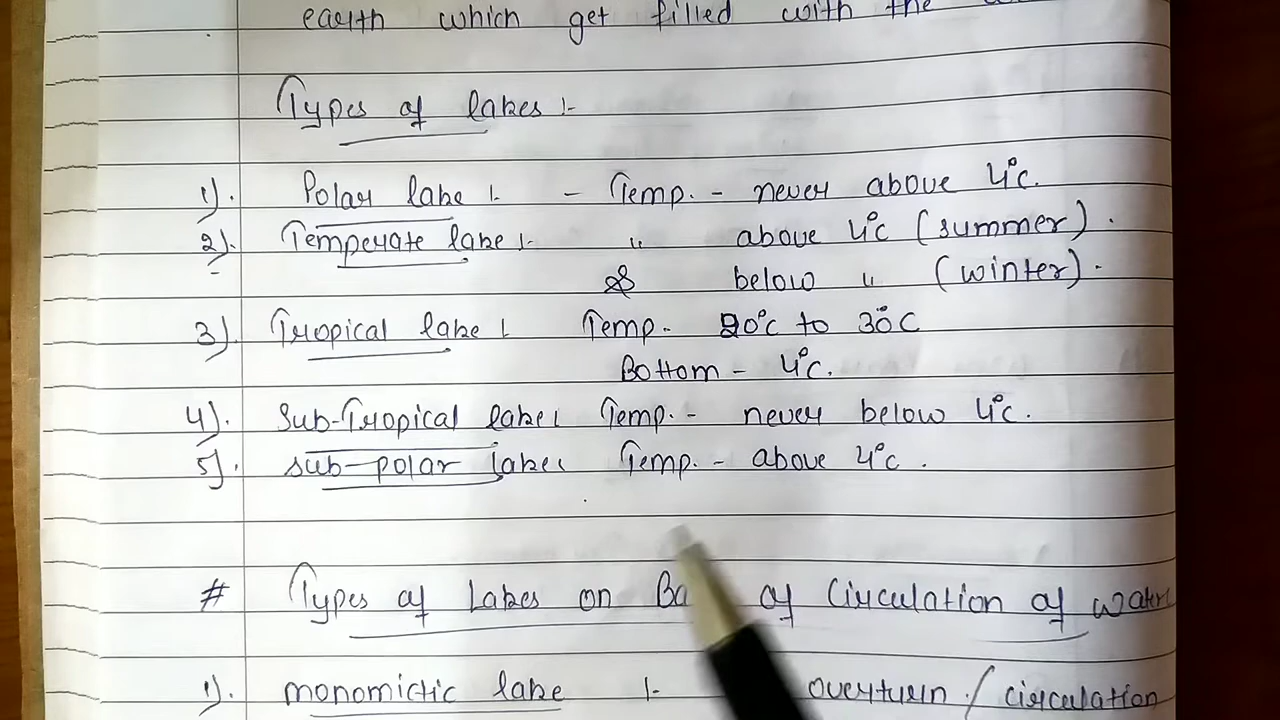 earth which get filled with the
Types of lakes :-
1). Polar lake :- - Temp. - never above 4°c.
2). Temperate lake :- " above 4°c (summer).
& below " (winter).
3). Tropical lake :- Temp. 20°c to 30°C
Bottom - 4°c.
4). Sub-Tropical lake :- Temp. - never below 4°c.
5). sub-polar lake :- Temp. - above 4°c.
# Types of Lakes on Ba of Circulation of water
1). monomictic lake :- overturn / circulation